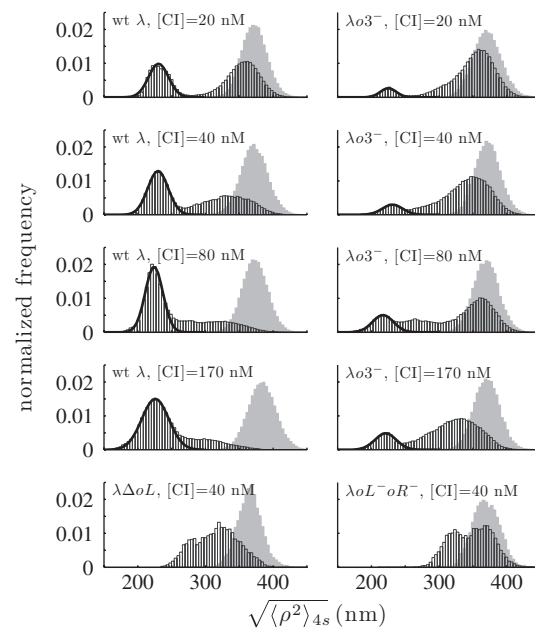 wt λ, [CI]=20 nM
λo3⁻, [CI]=20 nM
0.02
0.01
0
wt λ, [CI]=40 nM
λo3⁻, [CI]=40 nM
0.02
0.01
0
wt λ, [CI]=80 nM
λo3⁻, [CI]=80 nM
0.02
0.01
0
wt λ, [CI]=170 nM
λo3⁻, [CI]=170 nM
0.02
0.01
0
λΔoL, [CI]=40 nM
λoL⁻oR⁻, [CI]=40 nM
0.02
0.01
0
200 300 400
200 300 400
normalized frequency
√⟨ρ²⟩₄ₛ (nm)